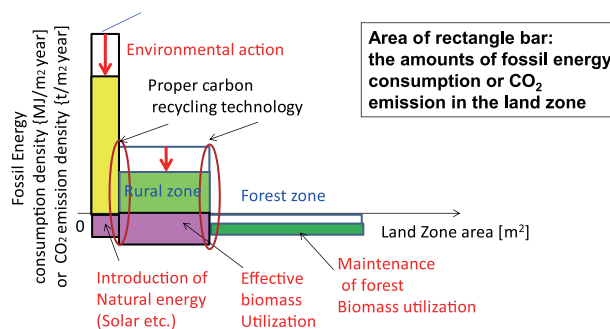 Environmental action
Area of rectangle bar:
the amounts of fossil energy
consumption or CO2
emission in the land zone
Proper carbon
recycling technology
Fossil Energy
consumption density [MJ/m2 year]
or CO2 emission density {t/m2 year}
Rural zone
Forest zone
0
Land Zone area [m2]
Introduction of
Natural energy
(Solar etc.)
Effective
biomass
Utilization
Maintenance
of forest
Biomass utilization